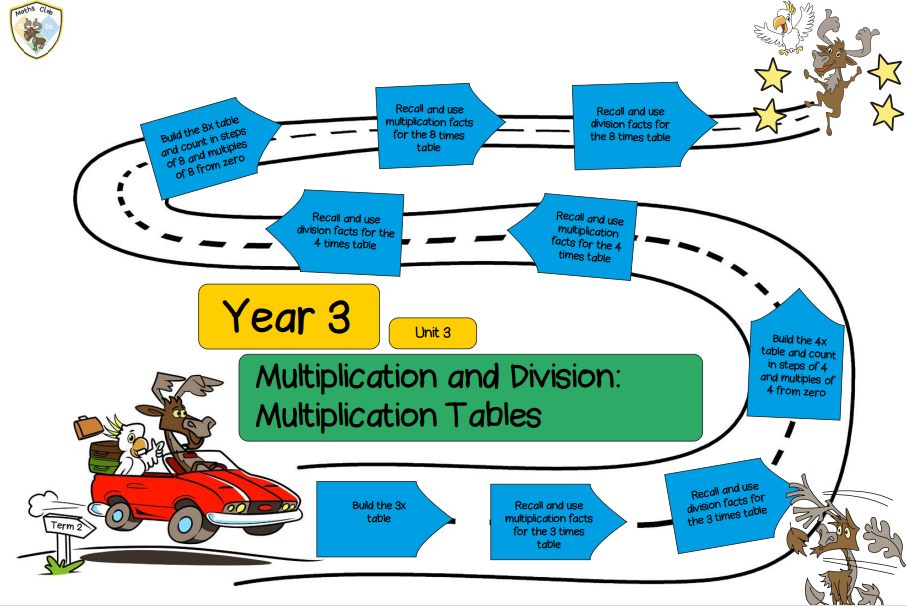 Maths Club
Build the 8x table
and count in steps
of 8 and multiples
of 8 from zero
Recall and use
multiplication facts
for the 8 times
table
Recall and use
division facts for
the 8 times table
Recall and use
division facts for the
4 times table
Recall and use
multiplication
facts for the 4
times table
Year 3
Unit 3
Build the 4x
table and count
in steps of 4
and multiples of
4 from zero
Multiplication and Division:
Multiplication Tables
Term 2
Build the 3x
table
Recall and use
multiplication facts
for the 3 times
table
Recall and use
division facts for
the 3 times table